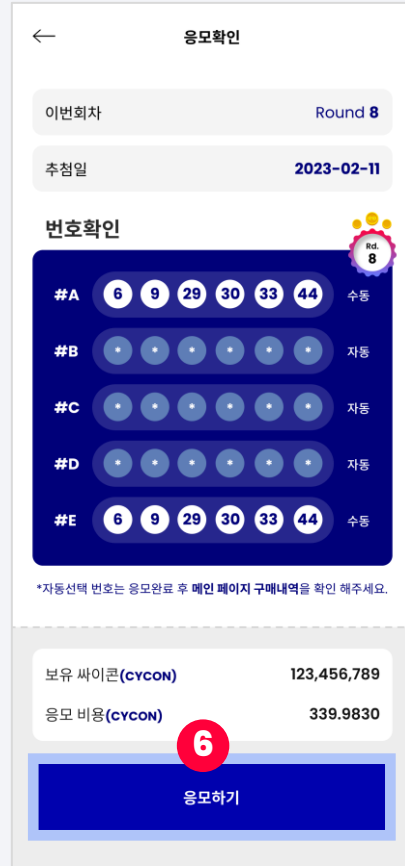 ←
응모확인
이번회차 Round 8
추첨일 2023-02-11
번호확인
Rd.
8
#A 6 9 29 30 33 44 수동
#B * * * * * * 자동
#C * * * * * * 자동
#D * * * * * * 자동
#E 6 9 29 30 33 44 수동
*자동선택 번호는 응모완료 후 메인 페이지 구매내역을 확인 해주세요.
보유 싸이콘(CYCON) 123,456,789
응모 비용(CYCON) 339.9830
6
응모하기